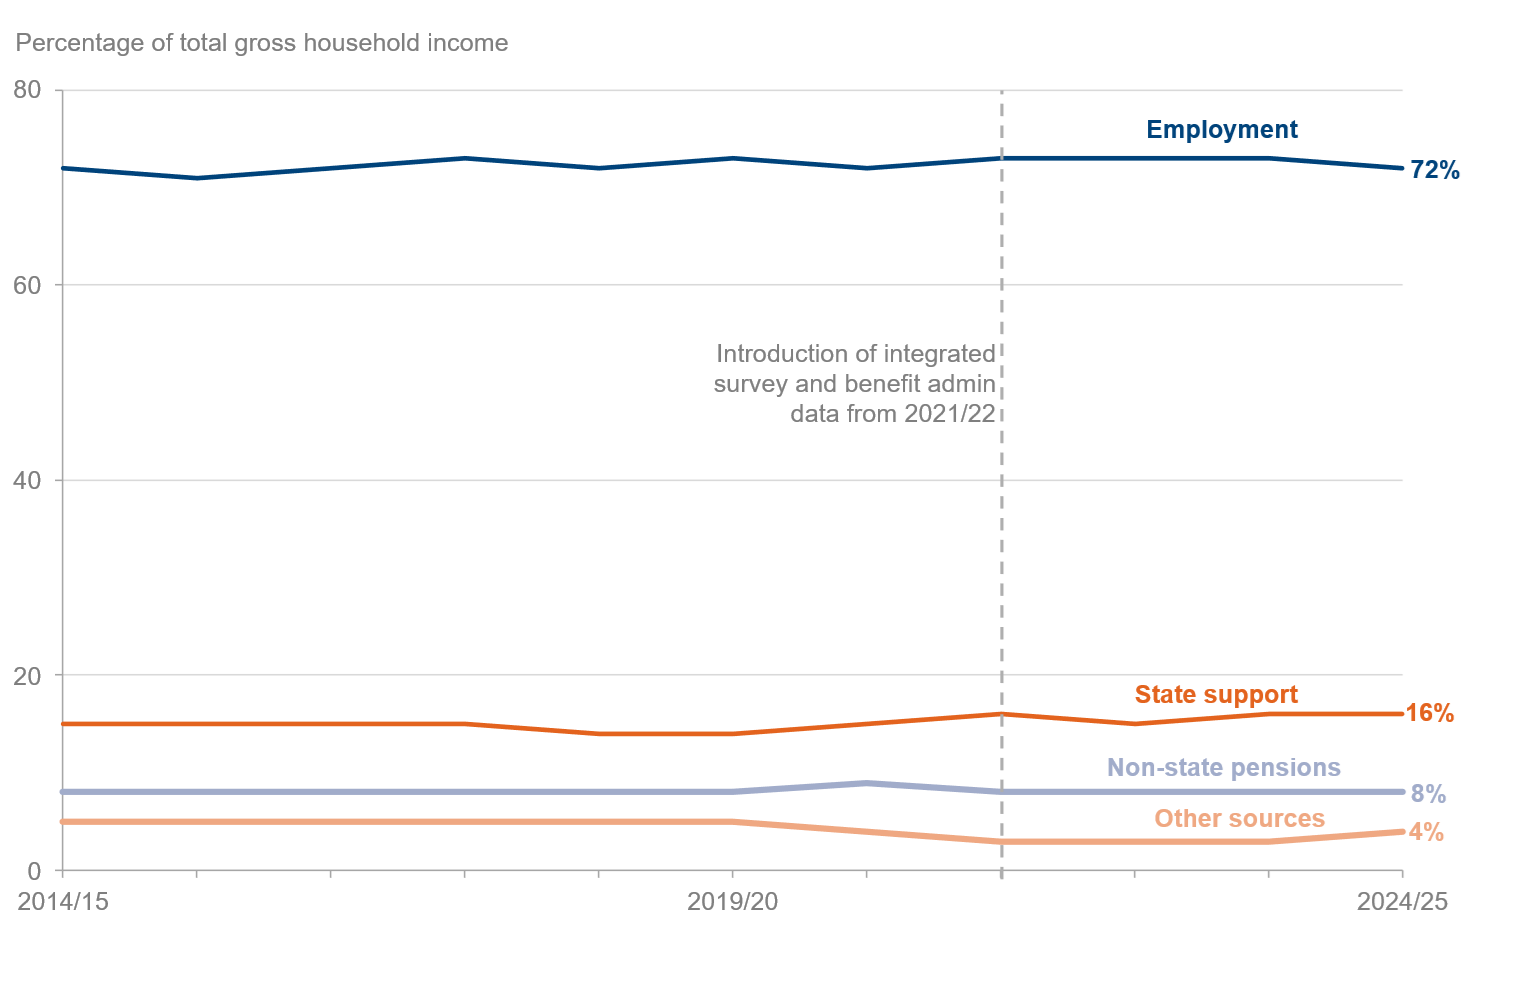 Percentage of total gross household income
80
Employment
72%
60
Introduction of integrated
survey and benefit admin
data from 2021/22
40
20
State support
16%
Non-state pensions
8%
Other sources
4%
0
2014/15
2019/20
2024/25